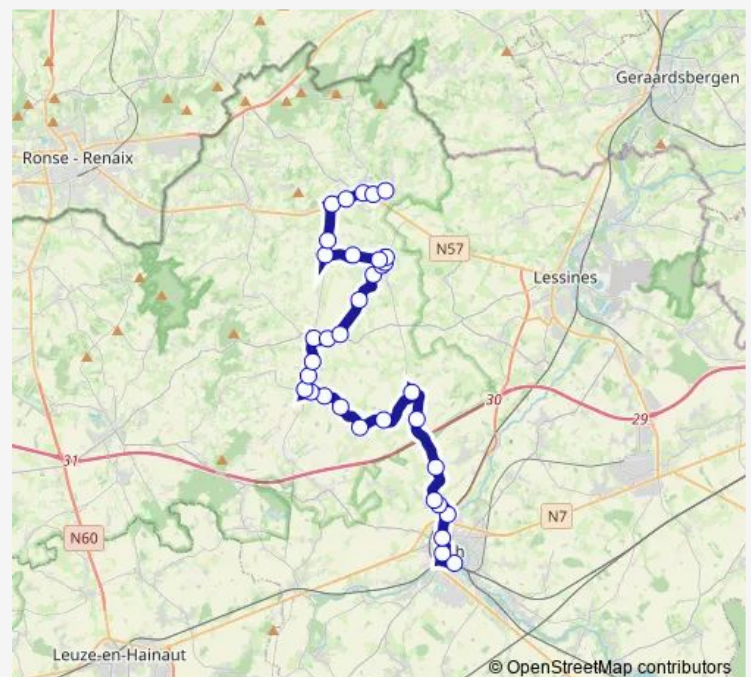 Geraardsbergen
Ronse - Renaix
N57
Lessines
30
29
31
N7
N60
Leuze-en-Hainaut
© OpenStreetMap contributors